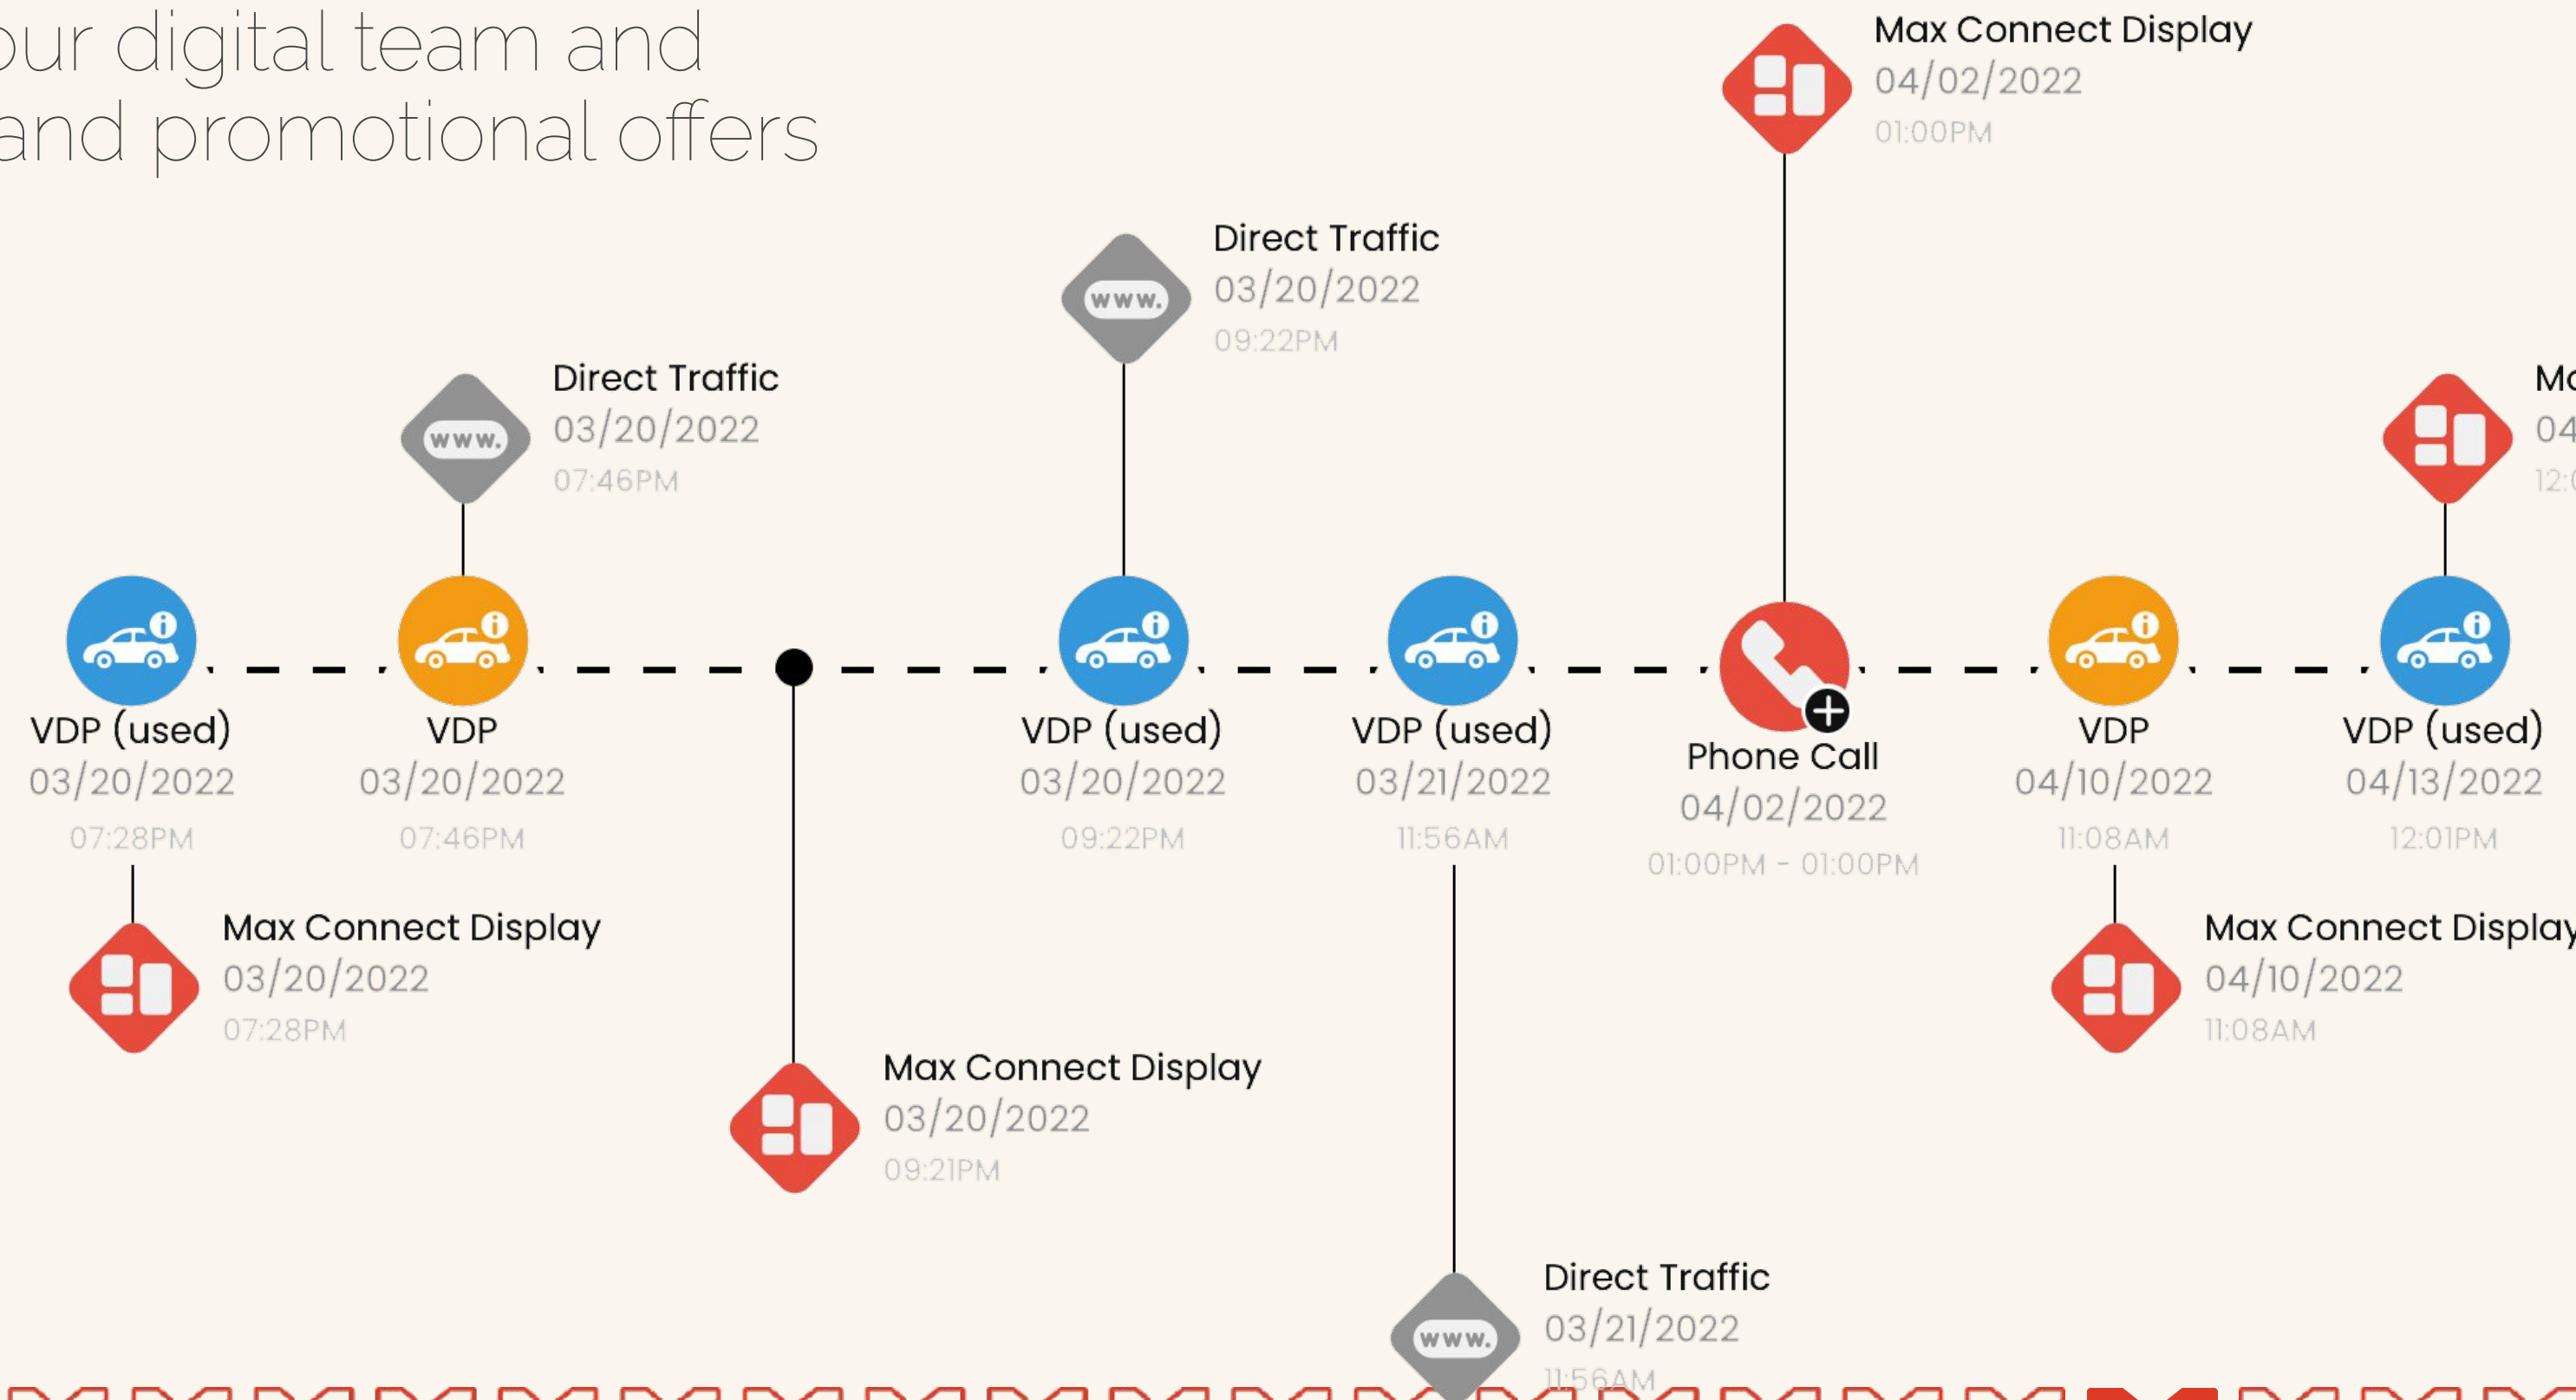 our digital team and
and promotional offers
Max Connect Display
04/02/2022
01:00PM
Direct Traffic
03/20/2022
09:22PM
Direct Traffic
03/20/2022
07:46PM
www.
www.
VDP (used)
03/20/2022
07:28PM
VDP
03/20/2022
07:46PM
VDP (used)
03/20/2022
09:22PM
VDP (used)
03/21/2022
11:56AM
Phone Call
04/02/2022
01:00PM - 01:00PM
VDP
04/10/2022
11:08AM
VDP (used)
04/13/2022
12:01PM
Max Connect Display
03/20/2022
07:28PM
Max Connect Display
03/20/2022
09:21PM
Max Connect Display
04/10/2022
11:08AM
www.
Direct Traffic
03/21/2022
11:56AM